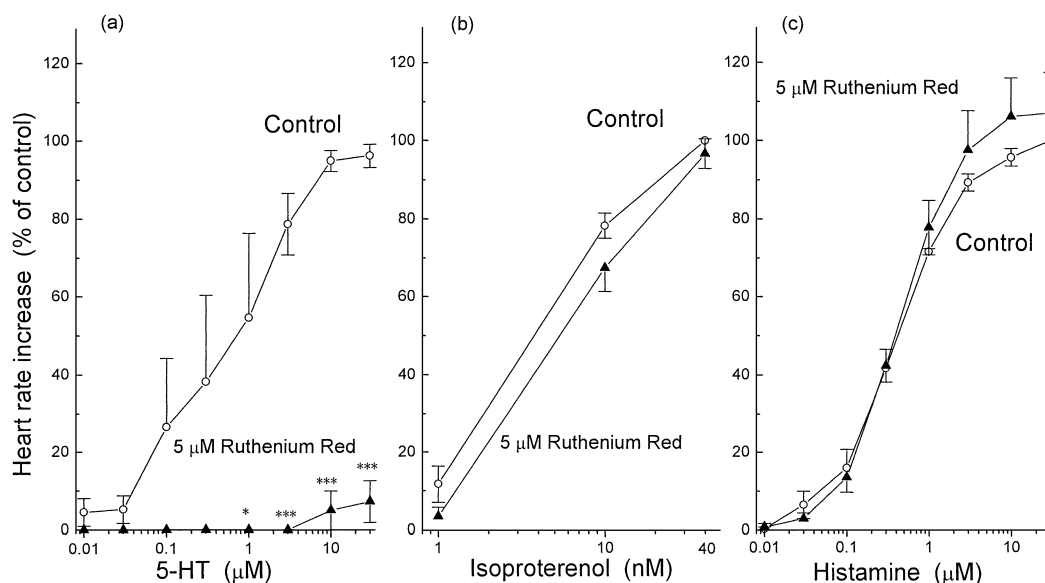 (a)
(b)
(c)
Heart rate increase (% of control)
120
100
80
60
40
20
0
Control
5 μM Ruthenium Red
*
***
***
***
0.01
0.1
1
10
5-HT (μM)
120
100
80
60
40
20
0
Control
5 μM Ruthenium Red
1
10
40
Isoproterenol (nM)
120
100
80
60
40
20
0
5 μM Ruthenium Red
Control
0.01
0.1
1
10
Histamine (μM)